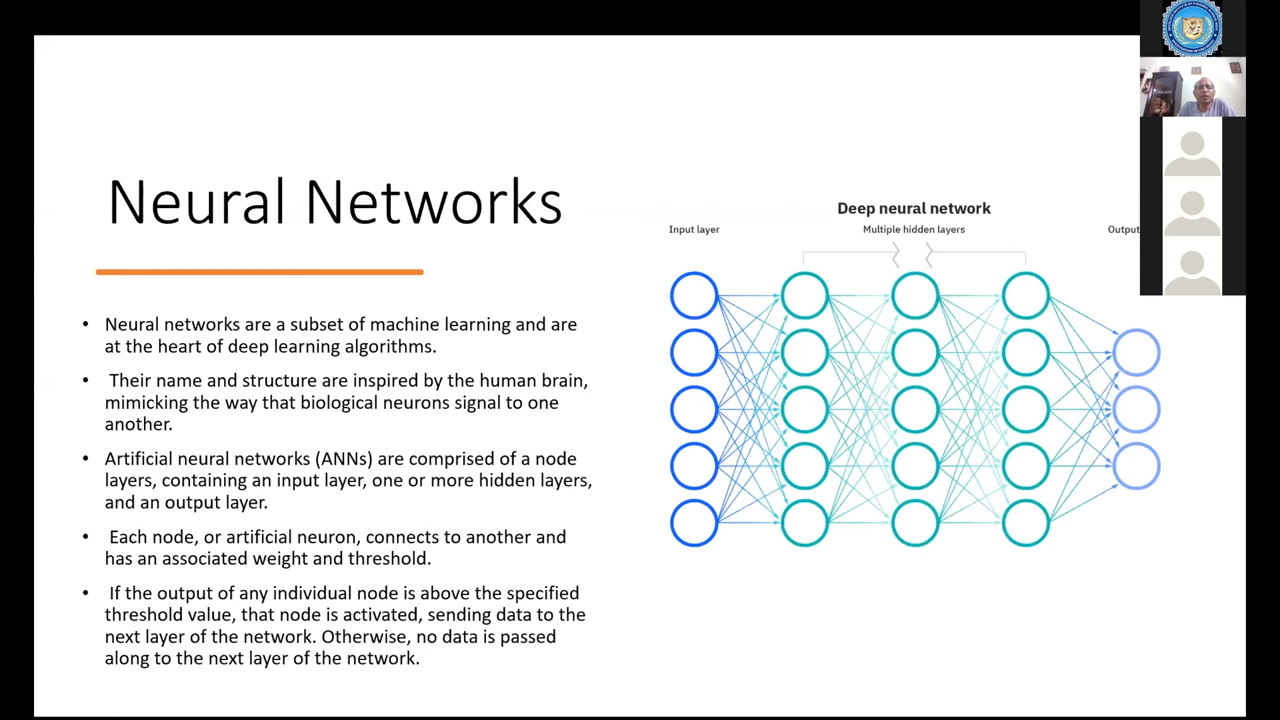 Neural Networks
• Neural networks are a subset of machine learning and are
at the heart of deep learning algorithms.
• Their name and structure are inspired by the human brain,
mimicking the way that biological neurons signal to one
another.
• Artificial neural networks (ANNs) are comprised of a node
layers, containing an input layer, one or more hidden layers,
and an output layer.
• Each node, or artificial neuron, connects to another and
has an associated weight and threshold.
• If the output of any individual node is above the specified
threshold value, that node is activated, sending data to the
next layer of the network. Otherwise, no data is passed
along to the next layer of the network.
Deep neural network
Input layer
Multiple hidden layers
Output